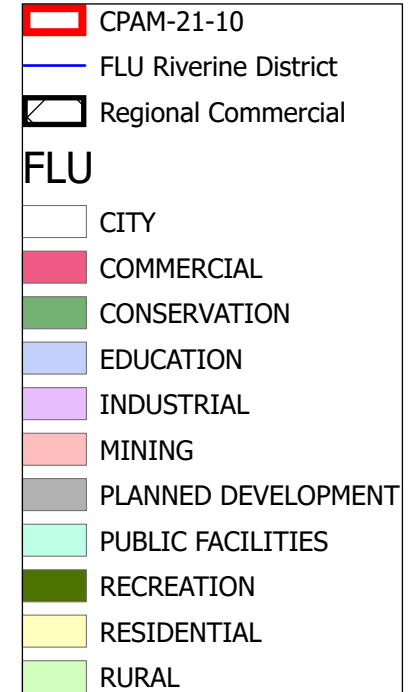 CPAM-21-10
FLU Riverine District
Regional Commercial
FLU
CITY
COMMERCIAL
CONSERVATION
EDUCATION
INDUSTRIAL
MINING
PLANNED DEVELOPMENT
PUBLIC FACILITIES
RECREATION
RESIDENTIAL
RURAL